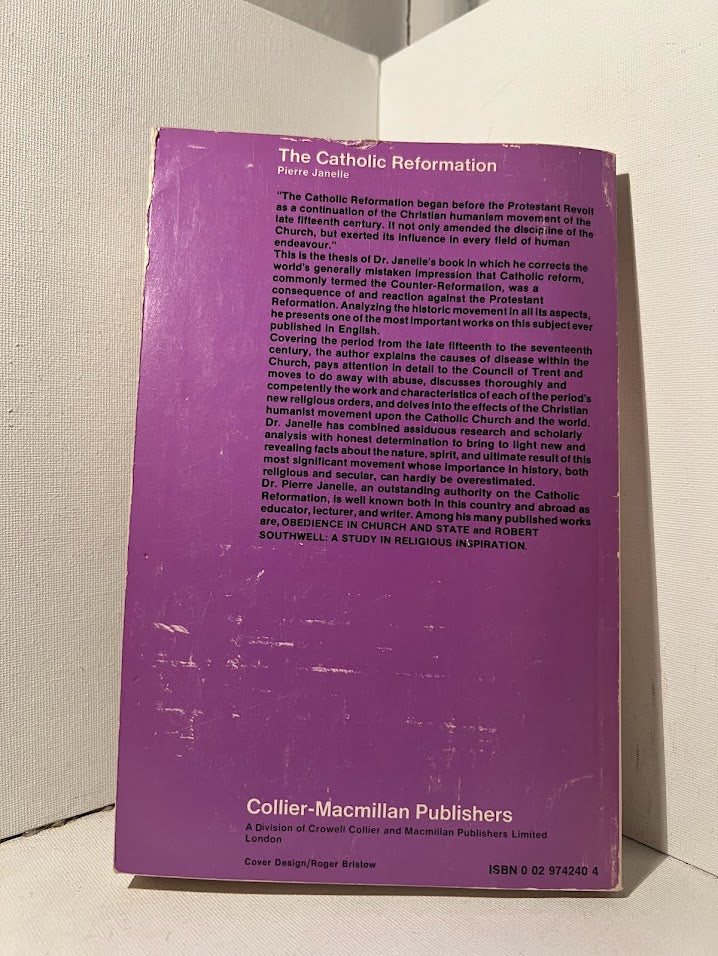 The Catholic Reformation
Pierre Janelle
"The Catholic Reformation began before the Protestant Revolt
as a continuation of the Christian humanism movement of the
late fifteenth century. It not only amended the discipline of the
Church, but exerted its influence in every field of human
endeavour."
This is the thesis of Dr. Janelle's book in which he corrects the
world's generally mistaken impression that Catholic reform,
commonly termed the Counter-Reformation, was a
consequence of and reaction against the Protestant
Reformation. Analyzing the historic movement in all its aspects,
he presents one of the most important works on this subject ever
published in English.
Covering the period from the late fifteenth to the seventeenth
century, the author explains the causes of disease within the
Church, pays attention in detail to the Council of Trent and
moves to do away with abuse, discusses thoroughly and
competently the work and characteristics of each of the period's
new religious orders, and delves into the effects of the Christian
humanist movement upon the Catholic Church and the world.
Dr. Janelle has combined assiduous research and scholarly
analysis with honest determination to bring to light new and
revealing facts about the nature, spirit, and ultimate result of this
most significant movement whose importance in history, both
religious and secular, can hardly be overestimated.
Dr. Pierre Janelle, an outstanding authority on the Catholic
Reformation, is well known both in this country and abroad as
educator, lecturer, and writer. Among his many published works
are, OBEDIENCE IN CHURCH AND STATE and ROBERT
SOUTHWELL: A STUDY IN RELIGIOUS INSPIRATION.
Collier-Macmillan Publishers
A Division of Crowell Collier and Macmillan Publishers Limited
London
Cover Design/Roger Bristow
ISBN 0 02 974240 4